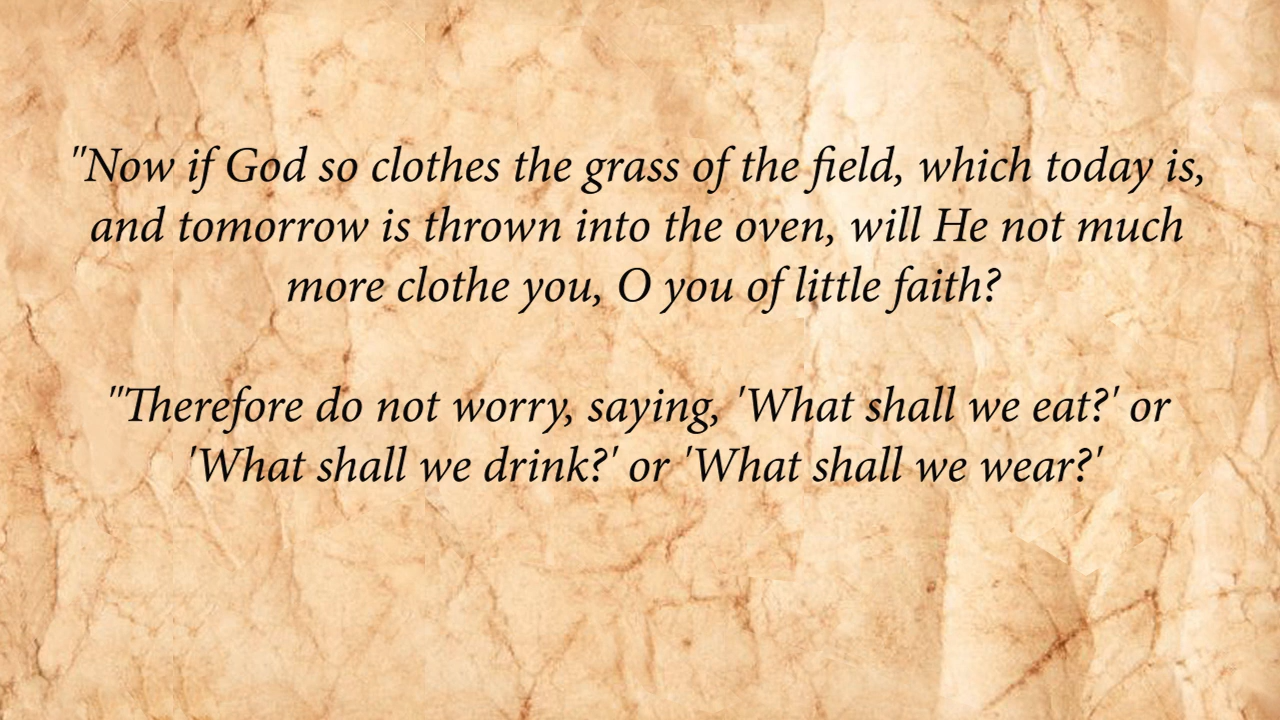 "Now if God so clothes the grass of the field, which today is,
and tomorrow is thrown into the oven, will He not much
more clothe you, O you of little faith?
"Therefore do not worry, saying, 'What shall we eat?' or
'What shall we drink?' or 'What shall we wear?'